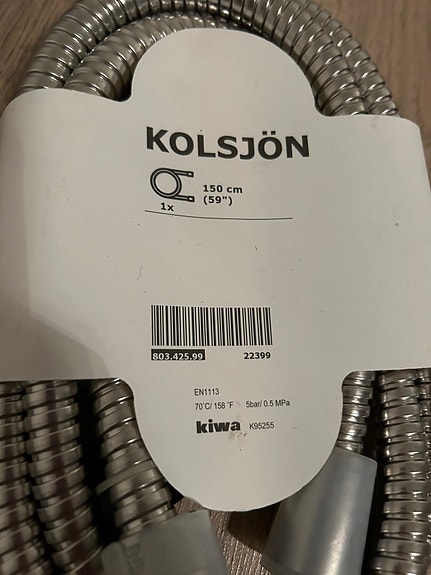 KOLSJÖN
150 cm
(59")
1x
803.425.99 22399
EN1113
70°C/ 158 °F 5bar/ 0.5 MPa
kiwa K95255